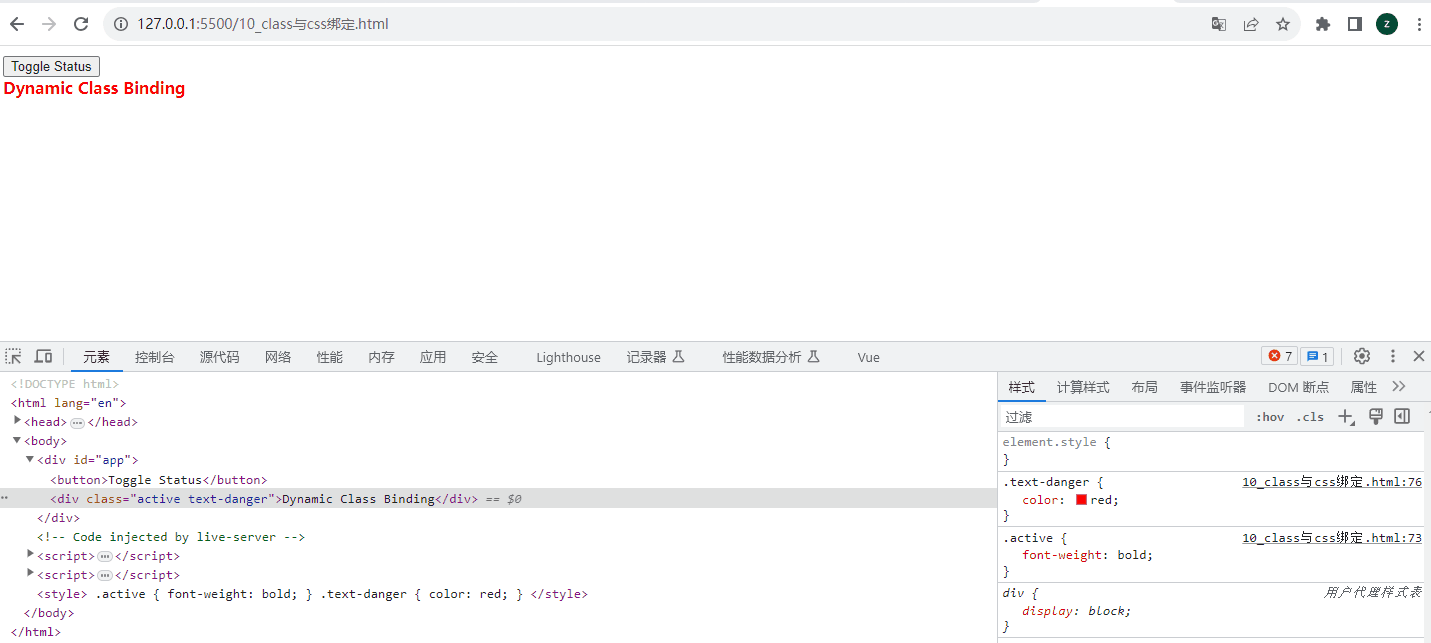 127.0.0.1:5500/10_class与css绑定.html
z
Toggle Status
Dynamic Class Binding
元素 控制台 源代码 网络 性能 内存 应用 安全 Lighthouse 记录器 性能数据分析 Vue 7 1
<!DOCTYPE html>
<html lang="en">
<head> ⋯ </head>
<body>
<div id="app">
<button>Toggle Status</button>
<div class="active text-danger">Dynamic Class Binding</div> == $0
</div>
<!-- Code injected by live-server -->
<script> ⋯ </script>
<script> ⋯ </script>
<style> .active { font-weight: bold; } .text-danger { color: red; } </style>
</body>
</html>
样式 计算样式 布局 事件监听器 DOM 断点 属性
过滤 :hov .cls
element.style {
}
.text-danger { 10_class与css绑定.html:76
color: red;
}
.active { 10_class与css绑定.html:73
font-weight: bold;
}
div { 用户代理样式表
display: block;
}